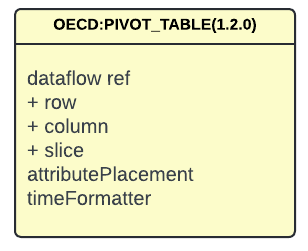 OECD:PIVOT_TABLE(1.2.0)
dataflow ref
+ row
+ column
+ slice
attributePlacement
timeFormatter